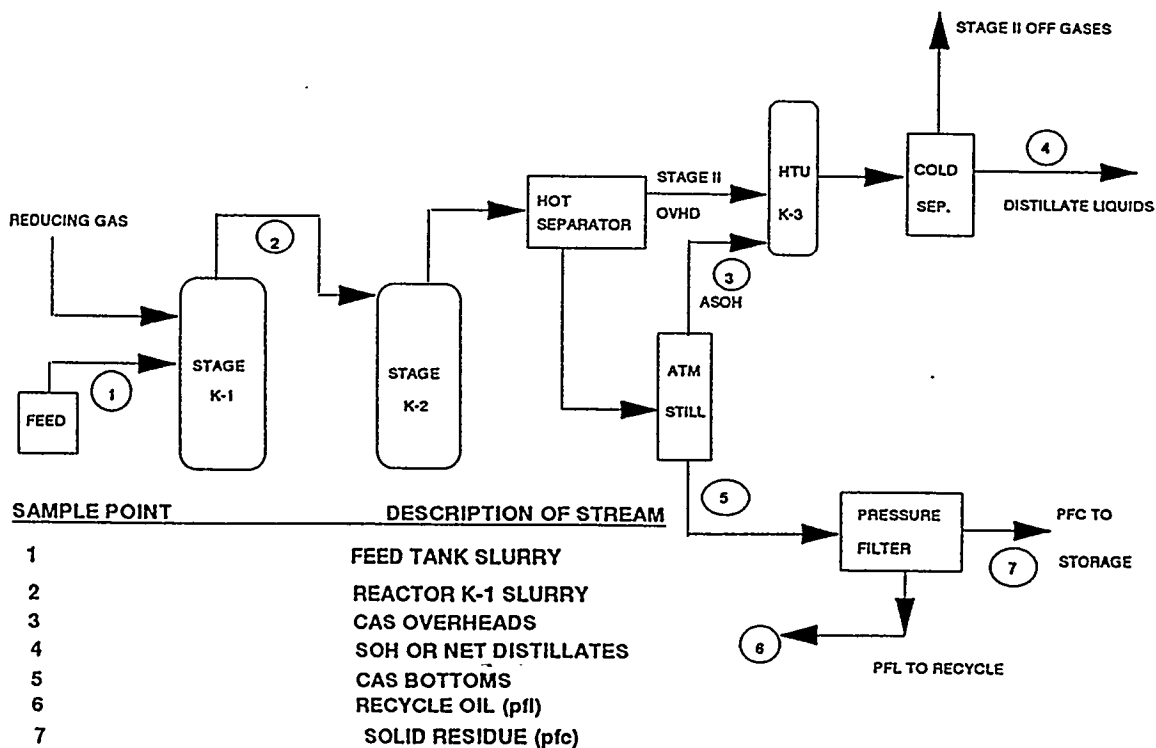 STAGE II OFF GASES
4
DISTILLATE LIQUIDS
COLD
SEP.
HTU
K-3
STAGE II
OVHD
HOT
SEPARATOR
REDUCING GAS
2
3
ASOH
STAGE
K-1
STAGE
K-2
1
FEED
ATM
STILL
5
PRESSURE
FILTER
PFC TO
STORAGE
7
6
PFL TO RECYCLE
SAMPLE POINT DESCRIPTION OF STREAM
1 FEED TANK SLURRY
2 REACTOR K-1 SLURRY
3 CAS OVERHEADS
4 SOH OR NET DISTILLATES
5 CAS BOTTOMS
6 RECYCLE OIL (pfl)
7 SOLID RESIDUE (pfc)